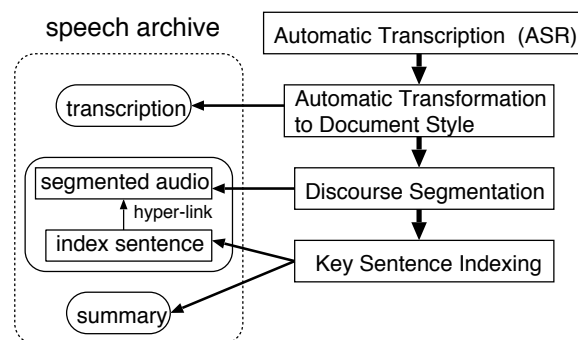 speech archive
Automatic Transcription (ASR)
transcription
Automatic Transformation
to Document Style
segmented audio
Discourse Segmentation
hyper-link
index sentence
Key Sentence Indexing
summary